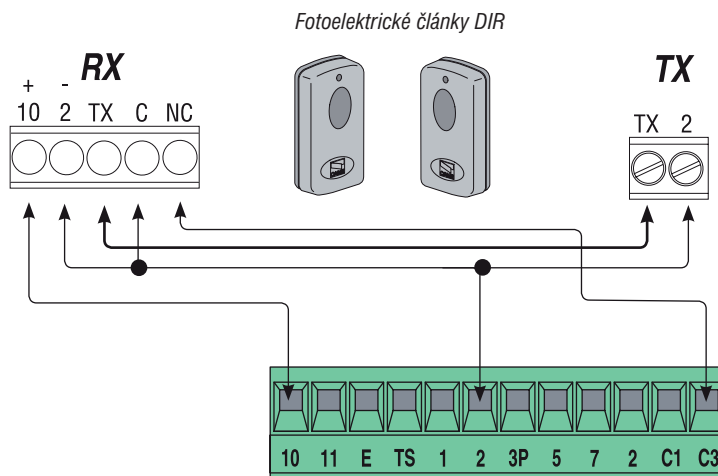 Fotoelektrické články DIR
RX
TX
+ -
10 2 TX C NC
TX 2
10 11 E TS 1 2 3P 5 7 2 C1 C3